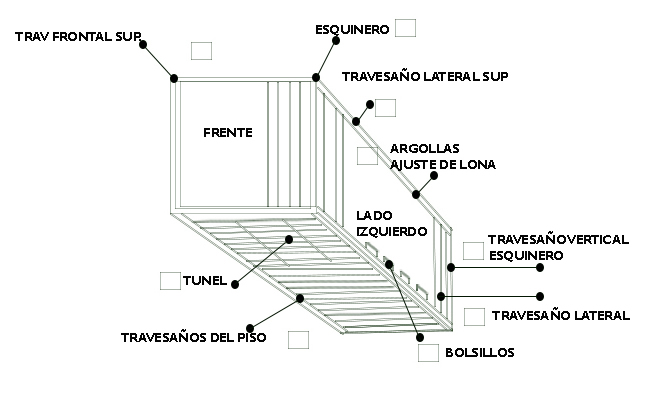 ESQUINERO
TRAV FRONTAL SUP.
TRAVESAÑO LATERAL SUP
FRENTE
ARGOLLAS
AJUSTE DE LONA
LADO
IZQUIERDO
TRAVESAÑOVERTICAL
ESQUINERO
TUNEL
TRAVESAÑO LATERAL
TRAVESAÑOS DEL PISO
BOLSILLOS